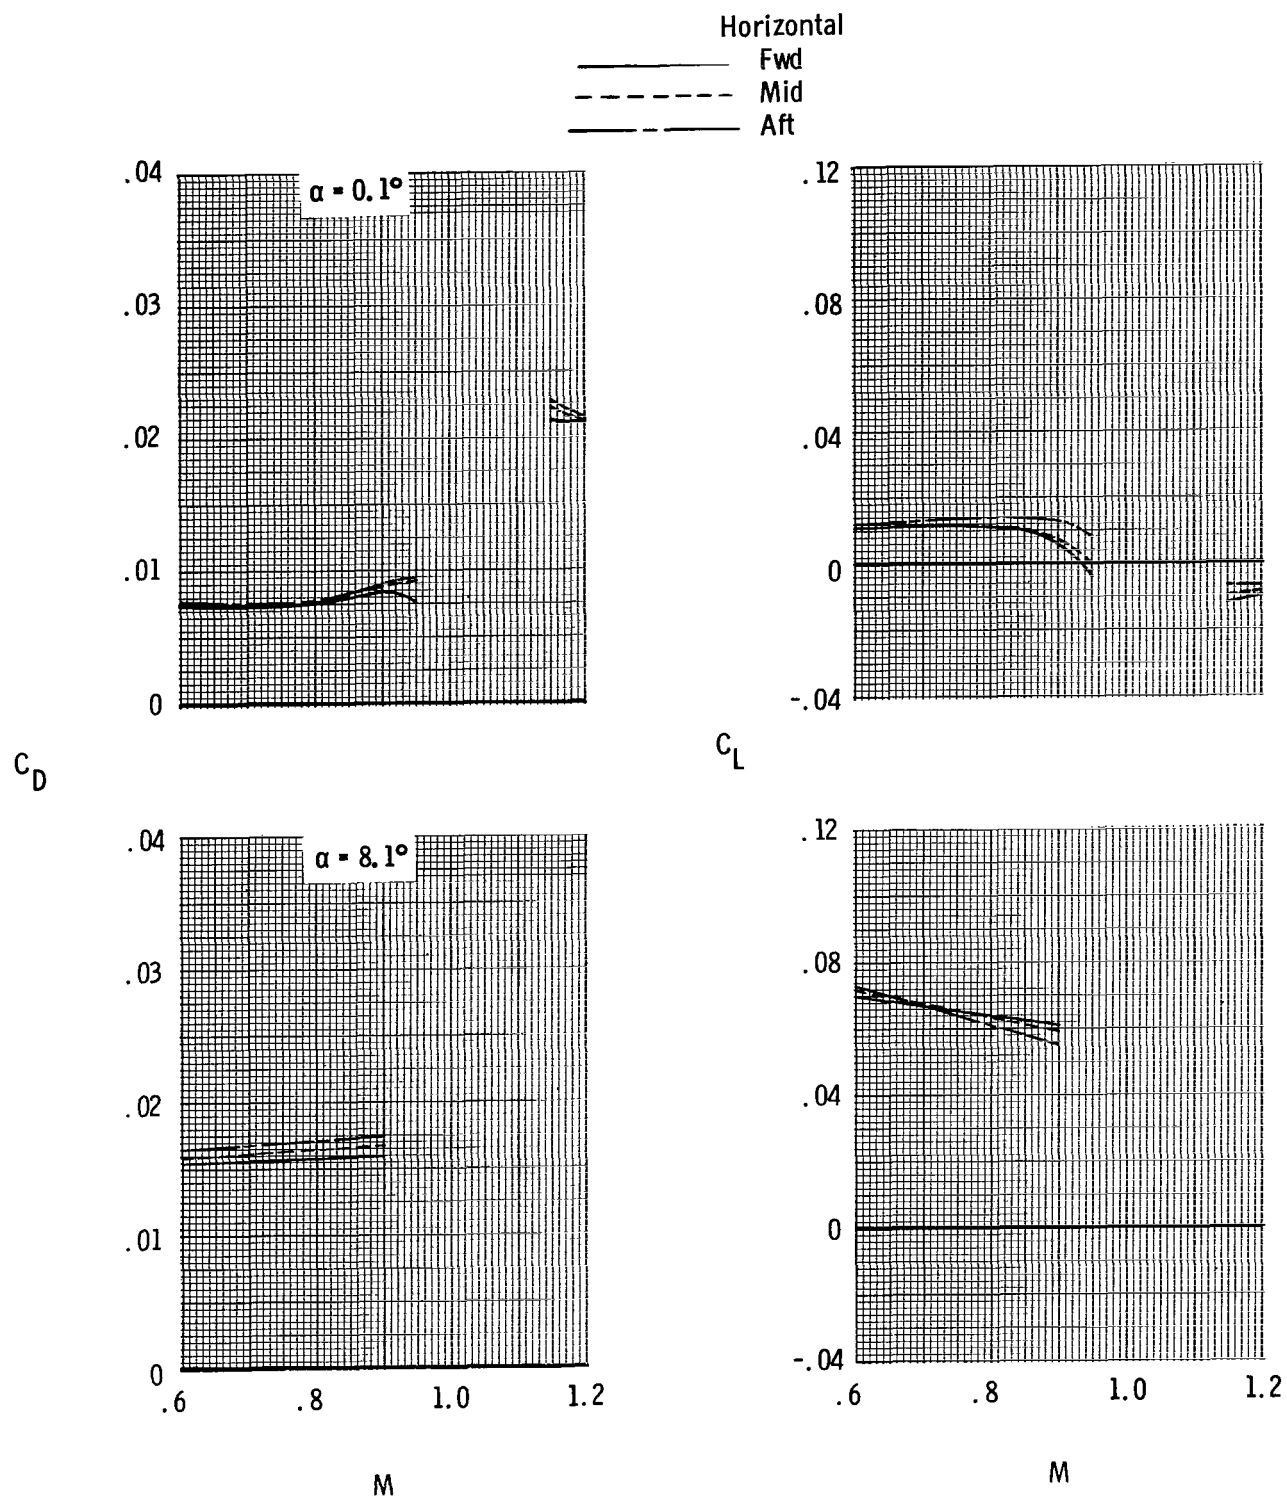 Horizontal
Fwd
Mid
Aft
.04
α = 0.1°
.03
.02
.01
0
.12
.08
.04
0
-.04
C_D
C_L
.04
α = 8.1°
.03
.02
.01
0
.6
.8
1.0
1.2
M
.12
.08
.04
0
-.04
.6
.8
1.0
1.2
M